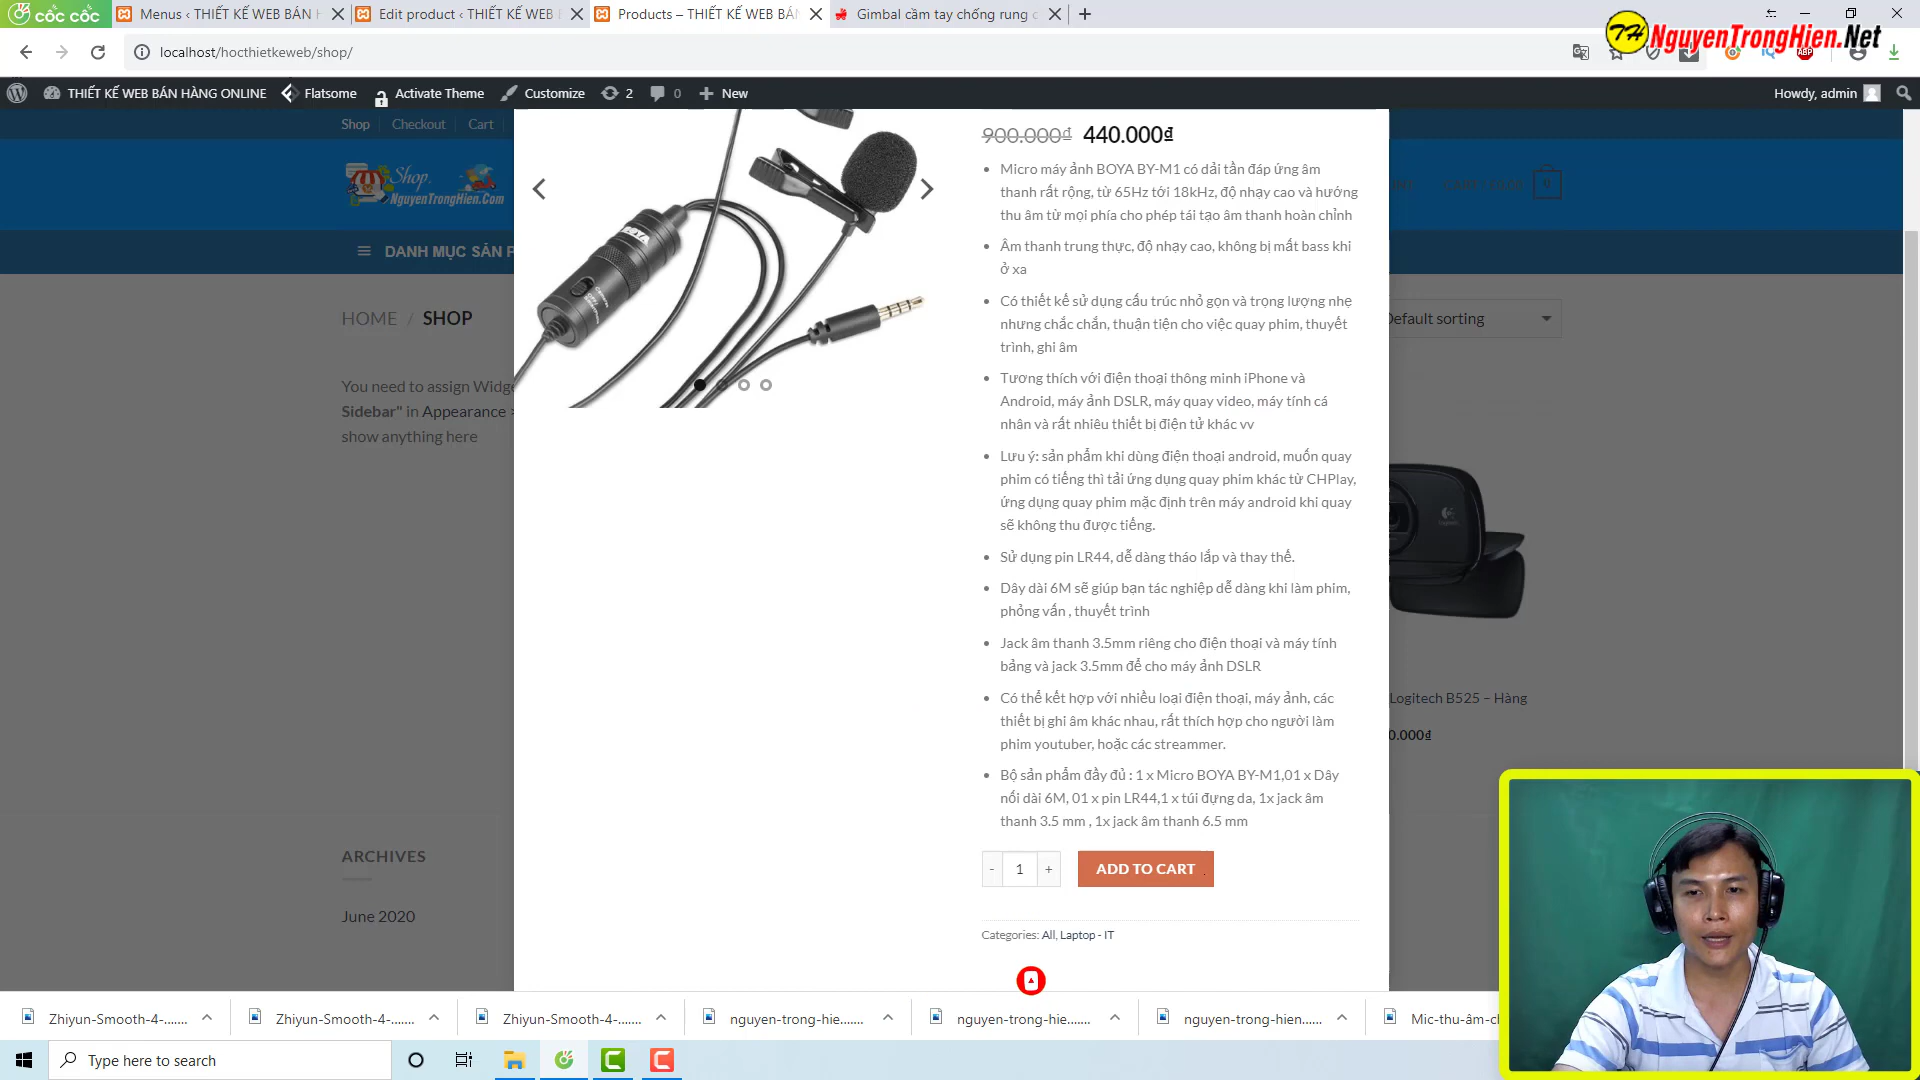 cốc cốc
Menus ‹ THIẾT KẾ WEB BÁN H
Edit product ‹ THIẾT KẾ WEB
Products – THIẾT KẾ WEB BÁN
Gimbal cầm tay chống rung
localhost/hocthietkeweb/shop/
ABP
TH NguyenTrongHien.Net
THIẾT KẾ WEB BÁN HÀNG ONLINE
Flatsome
Activate Theme
Customize
2
0
New
Howdy, admin
Shop
Checkout
Cart
Shop.
NguyenTrongHien.Com
0
DANH MỤC SẢN P
HOME / SHOP
Default sorting
You need to assign Widg
Sidebar" in Appearance
show anything here
BOYA
900.000₫ 440.000₫
Micro máy ảnh BOYA BY-M1 có dải tần đáp ứng âm
thanh rất rộng, từ 65Hz tới 18kHz, độ nhạy cao và hướng
thu âm từ mọi phía cho phép tái tạo âm thanh hoàn chỉnh
Âm thanh trung thực, độ nhạy cao, không bị mất bass khi
ở xa
Có thiết kế sử dụng cấu trúc nhỏ gọn và trọng lượng nhẹ
nhưng chắc chắn, thuận tiện cho việc quay phim, thuyết
trình, ghi âm
Tương thích với điện thoại thông minh iPhone và
Android, máy ảnh DSLR, máy quay video, máy tính cá
nhân và rất nhiêu thiết bị điện tử khác vv
Lưu ý: sản phẩm khi dùng điện thoại android, muốn quay
phim có tiếng thì tải ứng dụng quay phim khác từ CHPlay,
ứng dụng quay phim mặc định trên máy android khi quay
sẽ không thu được tiếng.
Sử dụng pin LR44, dễ dàng tháo lắp và thay thế.
Dây dài 6M sẽ giúp bạn tác nghiệp dễ dàng khi làm phim,
phỏng vấn , thuyết trình
Jack âm thanh 3.5mm riêng cho điện thoại và máy tính
bảng và jack 3.5mm để cho máy ảnh DSLR
Có thể kết hợp với nhiều loại điện thoại, máy ảnh, các
thiết bị ghi âm khác nhau, rất thích hợp cho người làm
phim youtuber, hoặc các streammer.
Bộ sản phẩm đầy đủ : 1 x Micro BOYA BY-M1,01 x Dây
nối dài 6M, 01 x pin LR44,1 x túi đựng da, 1x jack âm
thanh 3.5 mm , 1x jack âm thanh 6.5 mm
- 1 +
ADD TO CART
Categories: All, Laptop - IT
Logitech B525 – Hàng
0.000₫
ARCHIVES
June 2020
Zhiyun-Smooth-4-......
Zhiyun-Smooth-4-......
Zhiyun-Smooth-4-......
nguyen-trong-hie......
nguyen-trong-hie......
nguyen-trong-hien......
Mic-thu-âm-ch
Type here to search